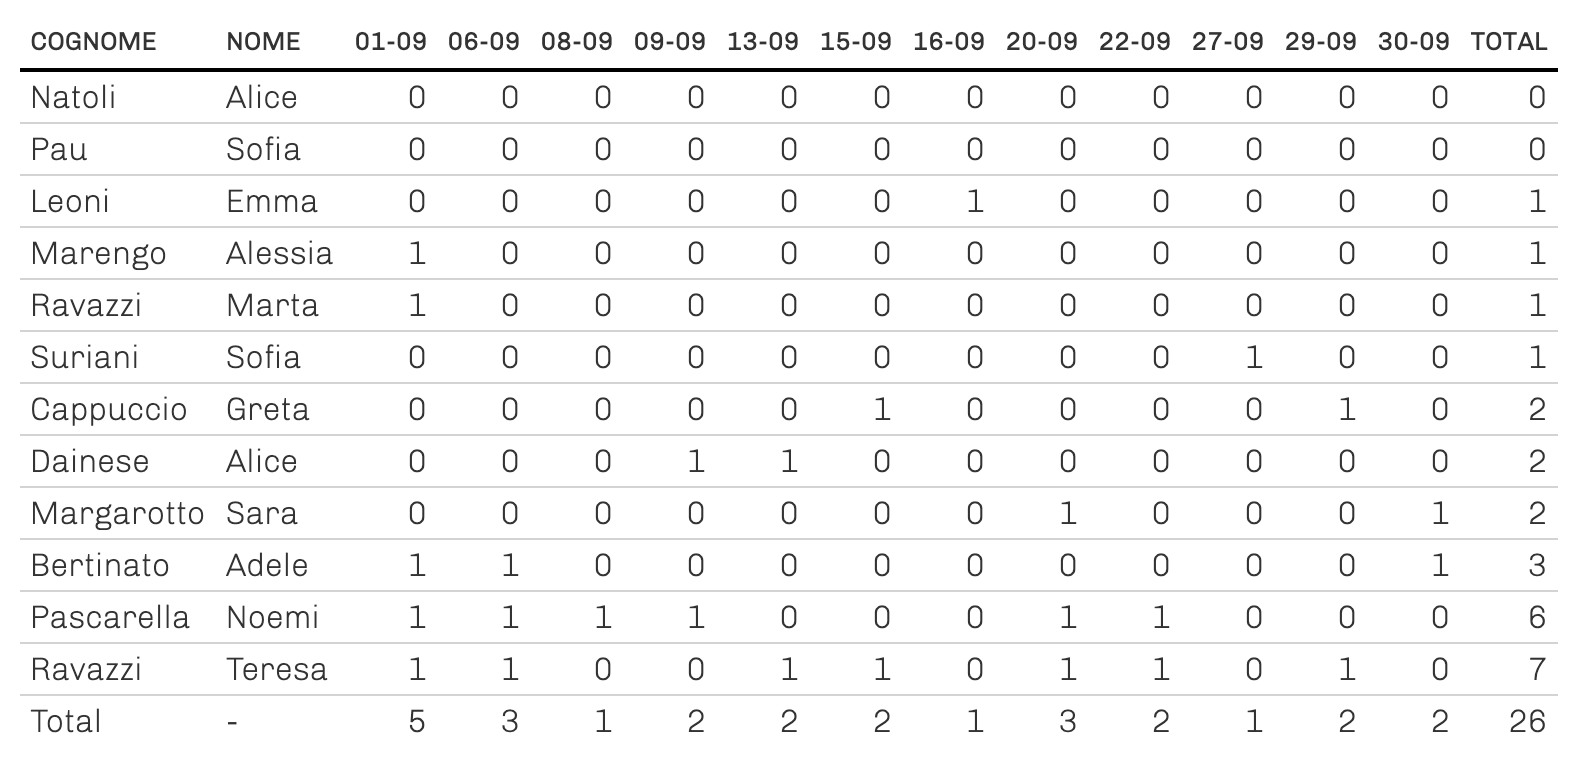 COGNOME NOME 01-09 06-09 08-09 09-09 13-09 15-09 16-09 20-09 22-09 27-09 29-09 30-09 TOTAL
Natoli Alice 0 0 0 0 0 0 0 0 0 0 0 0 0
Pau Sofia 0 0 0 0 0 0 0 0 0 0 0 0 0
Leoni Emma 0 0 0 0 0 0 1 0 0 0 0 0 1
Marengo Alessia 1 0 0 0 0 0 0 0 0 0 0 0 1
Ravazzi Marta 1 0 0 0 0 0 0 0 0 0 0 0 1
Suriani Sofia 0 0 0 0 0 0 0 0 0 1 0 0 1
Cappuccio Greta 0 0 0 0 0 1 0 0 0 0 1 0 2
Dainese Alice 0 0 0 1 1 0 0 0 0 0 0 0 2
Margarotto Sara 0 0 0 0 0 0 0 1 0 0 0 1 2
Bertinato Adele 1 1 0 0 0 0 0 0 0 0 0 1 3
Pascarella Noemi 1 1 1 1 0 0 0 1 1 0 0 0 6
Ravazzi Teresa 1 1 0 0 1 1 0 1 1 0 1 0 7
Total - 5 3 1 2 2 2 1 3 2 1 2 2 26